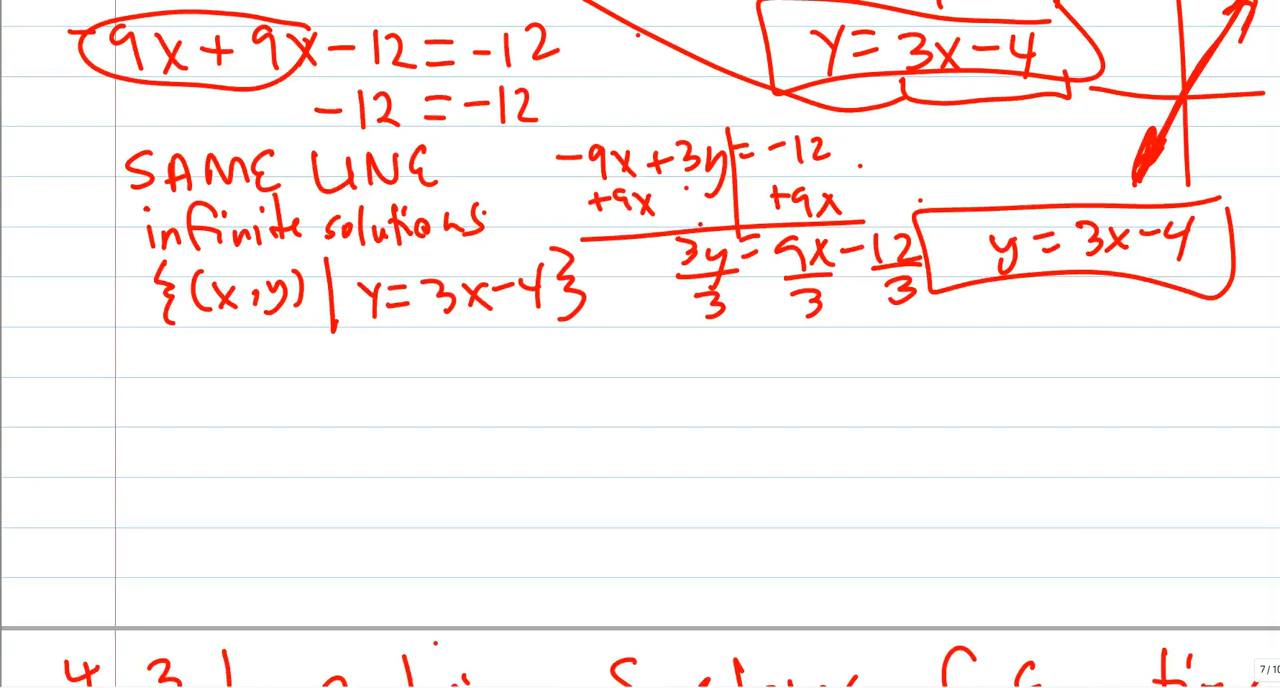 -9x + 9x - 12 = -12
y = 3x - 4
-12 = -12
SAME LINE
infinite solutions
{(x, y) | y = 3x - 4}
-9x + 3y = -12
+9x +9x
3y = 9x - 12
3 3 3
y = 3x - 4
7 / 10